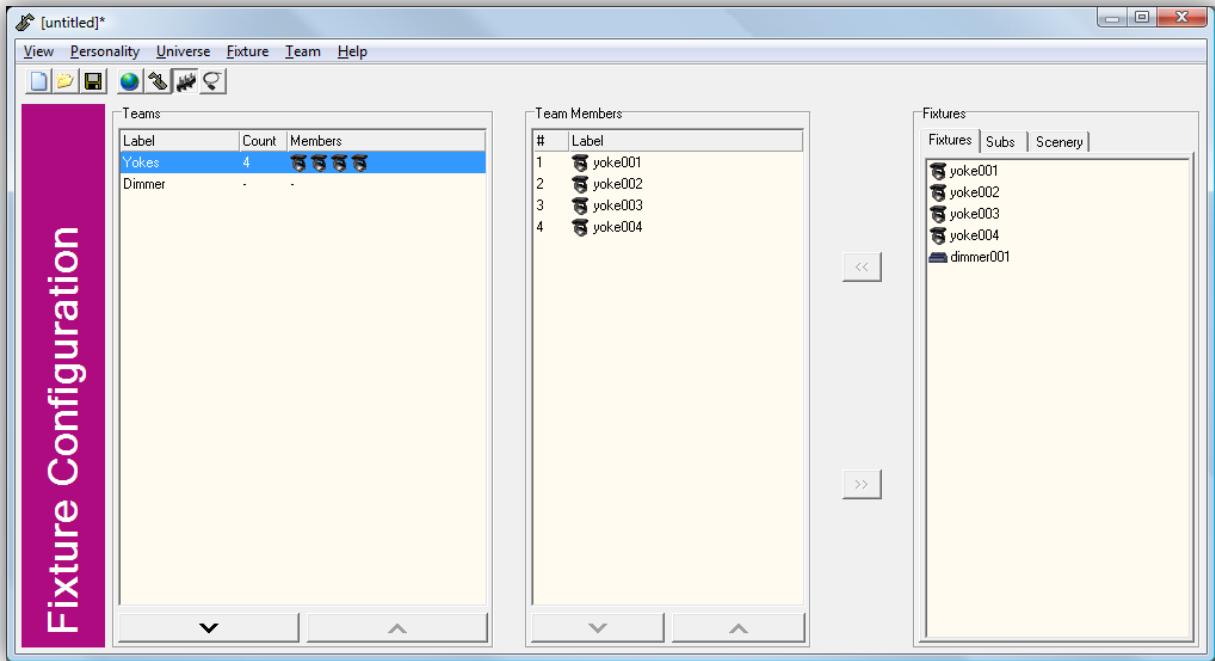 [untitled]*
View Personality Universe Fixture Team Help
Fixture Configuration
Teams
Label Count Members
Yokes 4
Dimmer - -
Team Members
# Label
1 yoke001
2 yoke002
3 yoke003
4 yoke004
<<
>>
Fixtures
Fixtures Subs Scenery
yoke001
yoke002
yoke003
yoke004
dimmer001